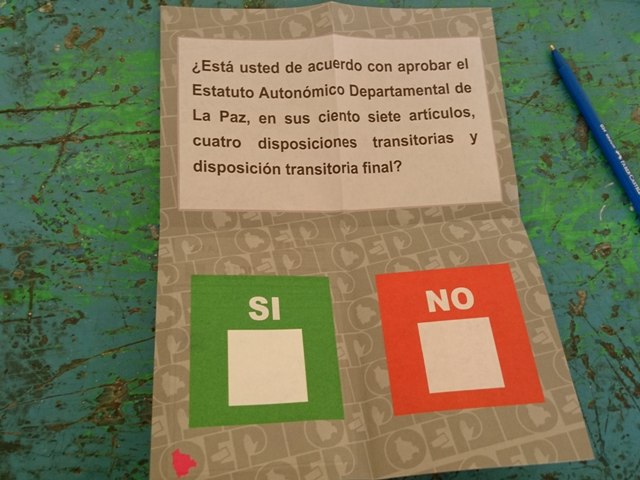 ¿Está usted de acuerdo con aprobar el
Estatuto Autonómico Departamental de
La Paz, en sus ciento siete artículos,
cuatro disposiciones transitorias y
disposición transitoria final?
SI
NO
OEP